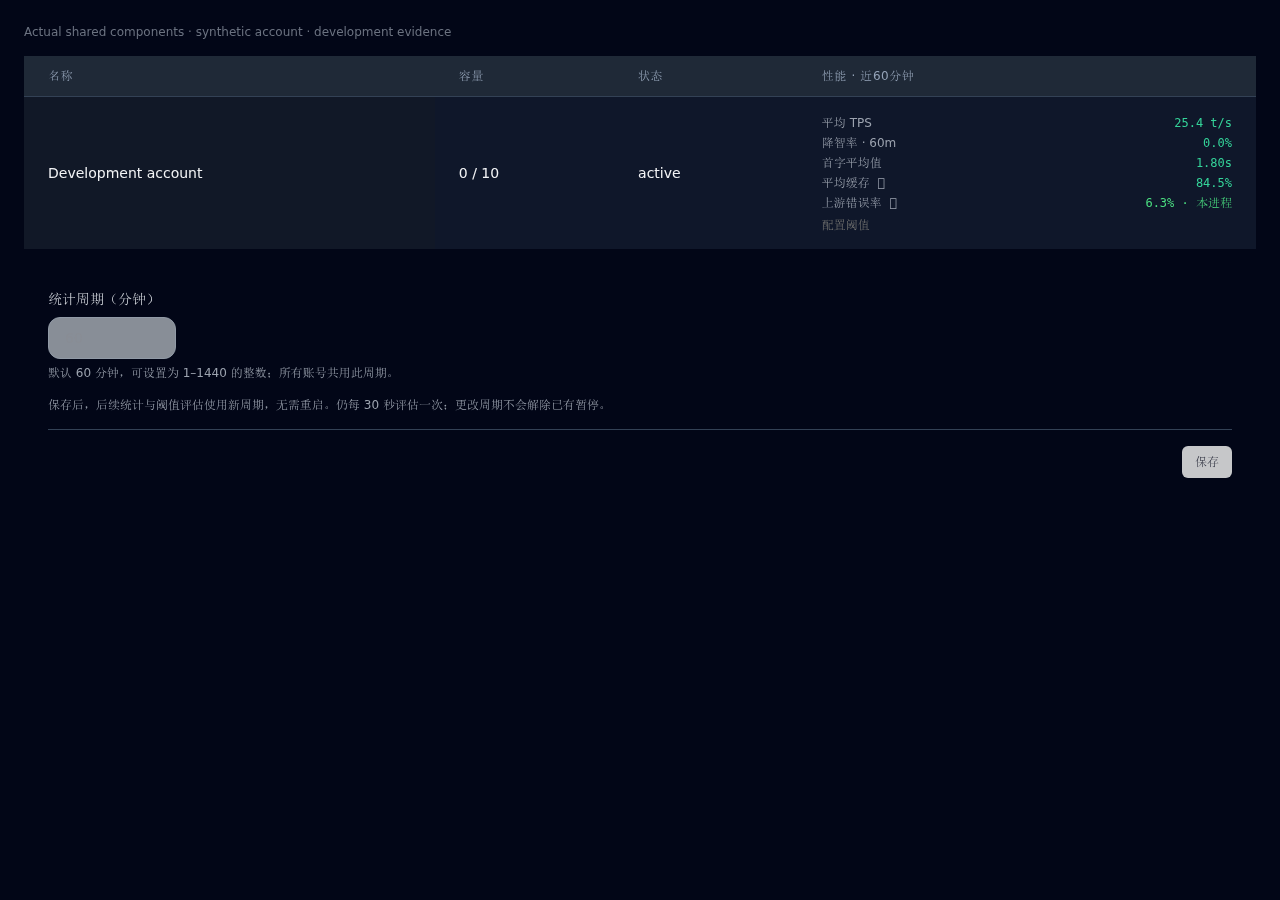 Actual shared components · synthetic account · development evidence
名称 容量 状态 性能 · 近60分钟
平均 TPS 25.4 t/s
降智率 · 60m 0.0%
首字平均值 1.80s
Development account 0 / 10 active
平均缓存 84.5%
上游错误率 6.3% · 本进程
配置阈值
统计周期（分钟）
默认 60 分钟，可设置为 1–1440 的整数；所有账号共用此周期。
保存后，后续统计与阈值评估使用新周期，无需重启。仍每 30 秒评估一次；更改周期不会解除已有暂停。
保存